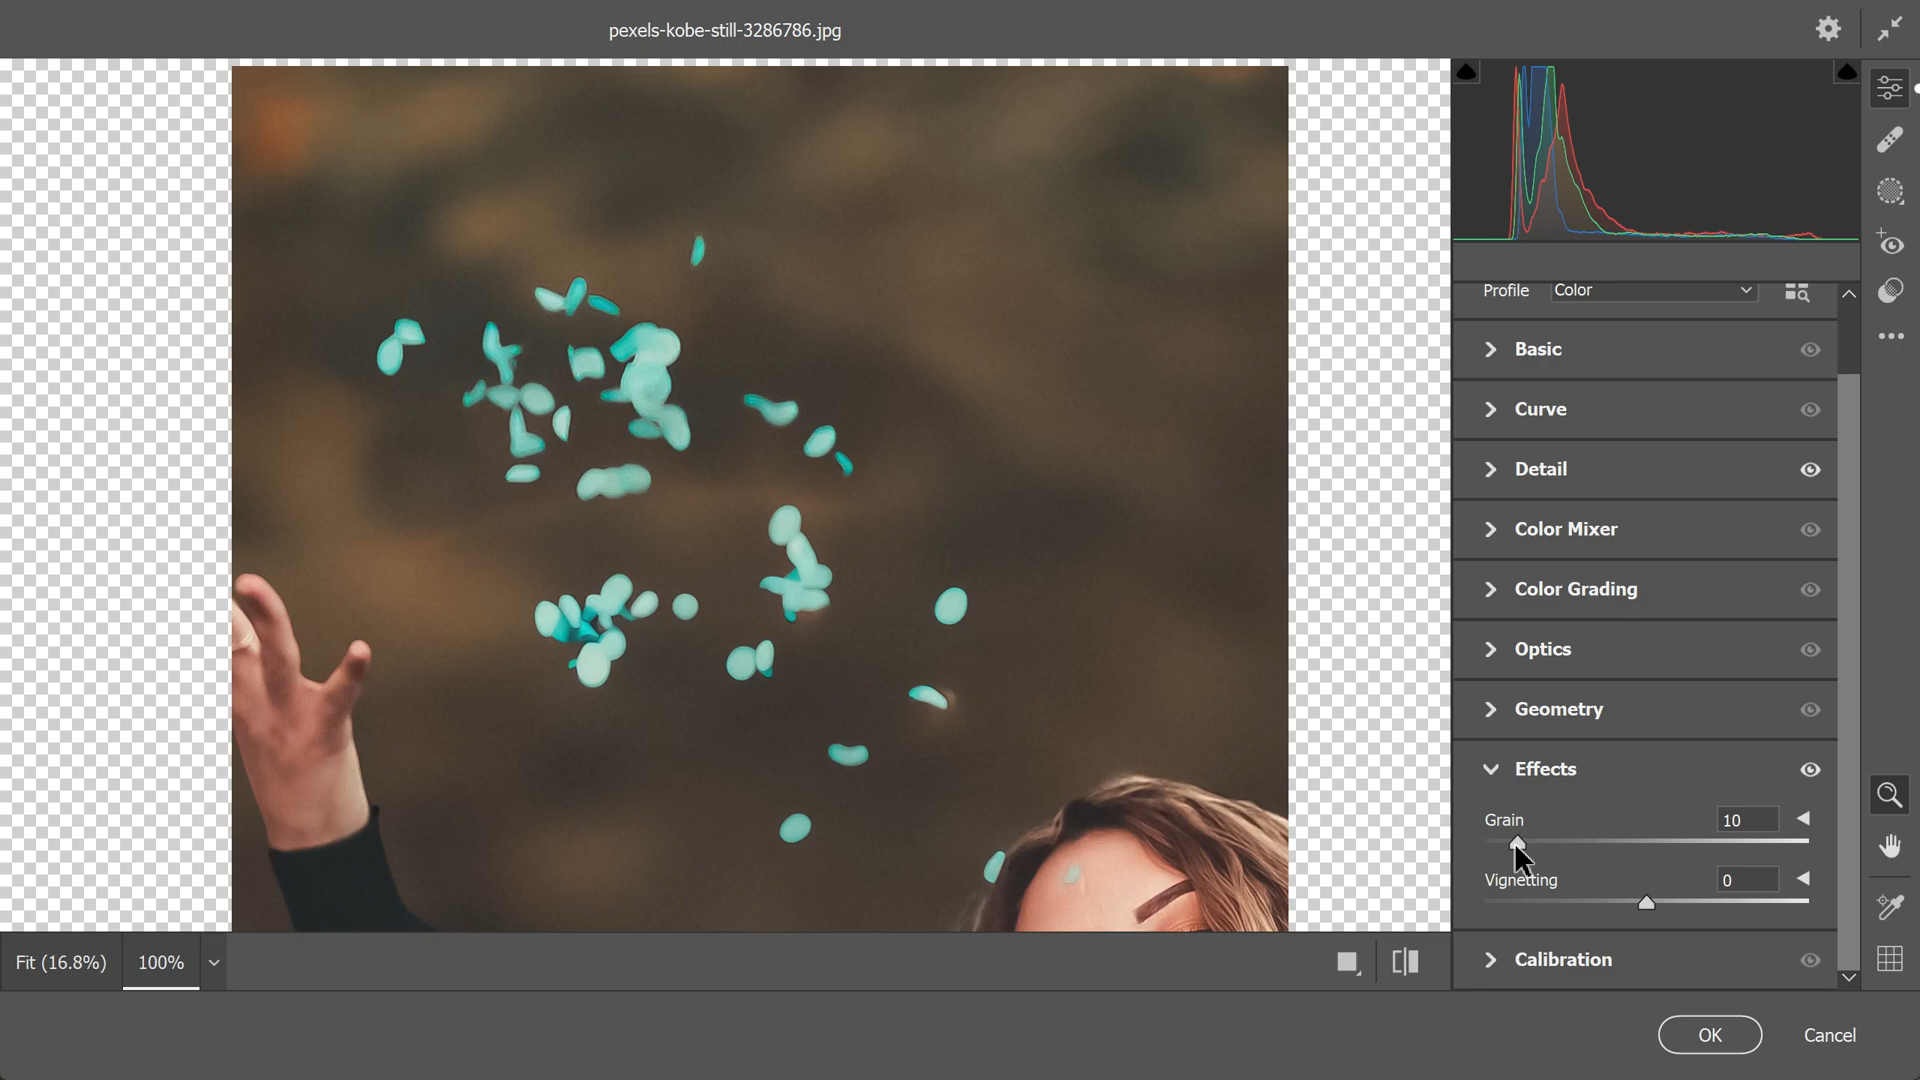 pexels-kobe-still-3286786.jpg
Profile Color
Basic
Curve
Detail
Color Mixer
Color Grading
Optics
Geometry
Effects
Grain 10
Vignetting 0
Calibration
Fit (16.8%) 100%
OK Cancel